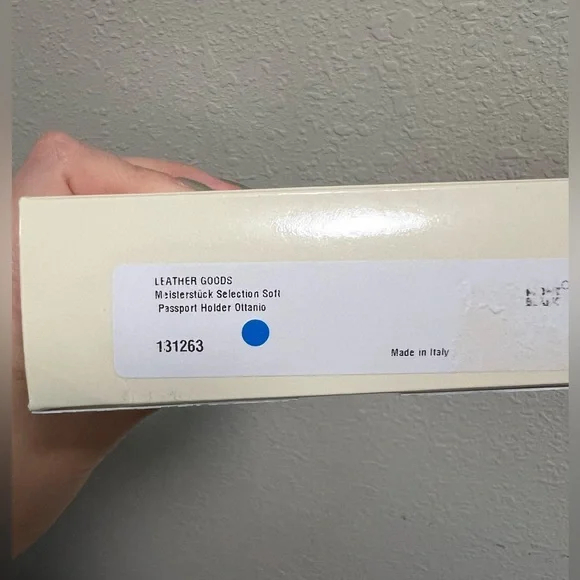 LEATHER GOODS
Meisterstück Selection Soft
Passport Holder Ottanio
131263
Made in Italy